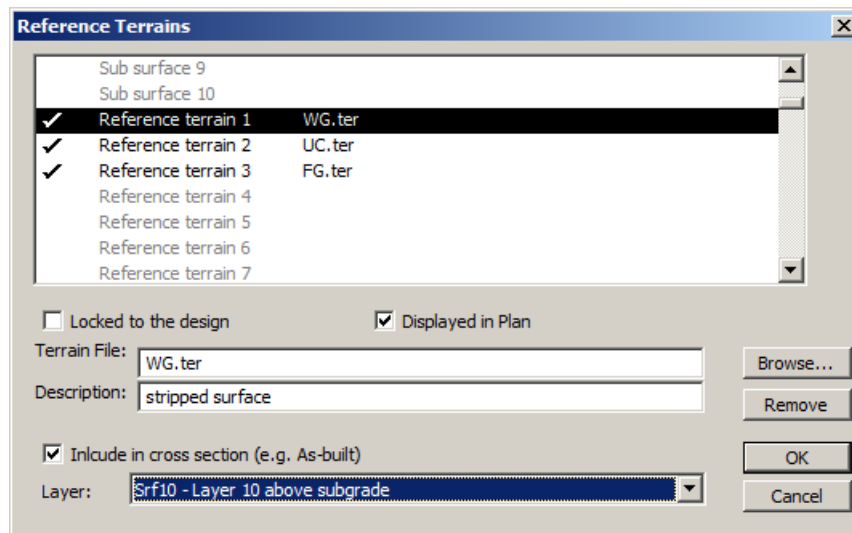 Reference Terrains
Sub surface 9
Sub surface 10
Reference terrain 1 WG.ter
Reference terrain 2 UC.ter
Reference terrain 3 FG.ter
Reference terrain 4
Reference terrain 5
Reference terrain 6
Reference terrain 7
Locked to the design Displayed in Plan
Terrain File: WG.ter Browse...
Description: stripped surface Remove
Inlcude in cross section (e.g. As-built) OK
Layer: Srf10 - Layer 10 above subgrade Cancel